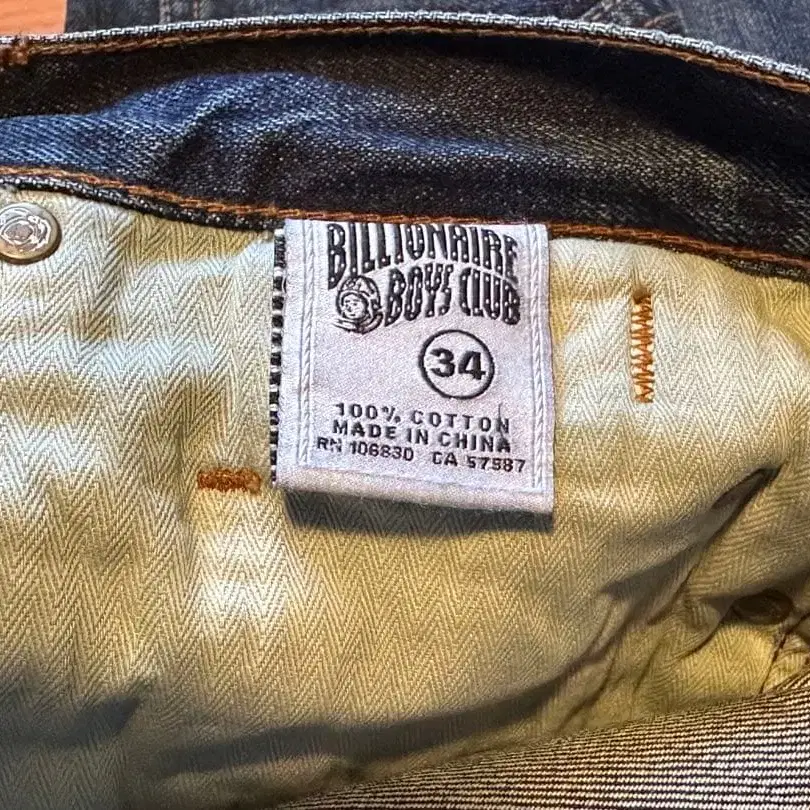 BILLIONAIRE
BOYS CLUB
34
100% COTTON
MADE IN CHINA
RN 106830 CA 57587